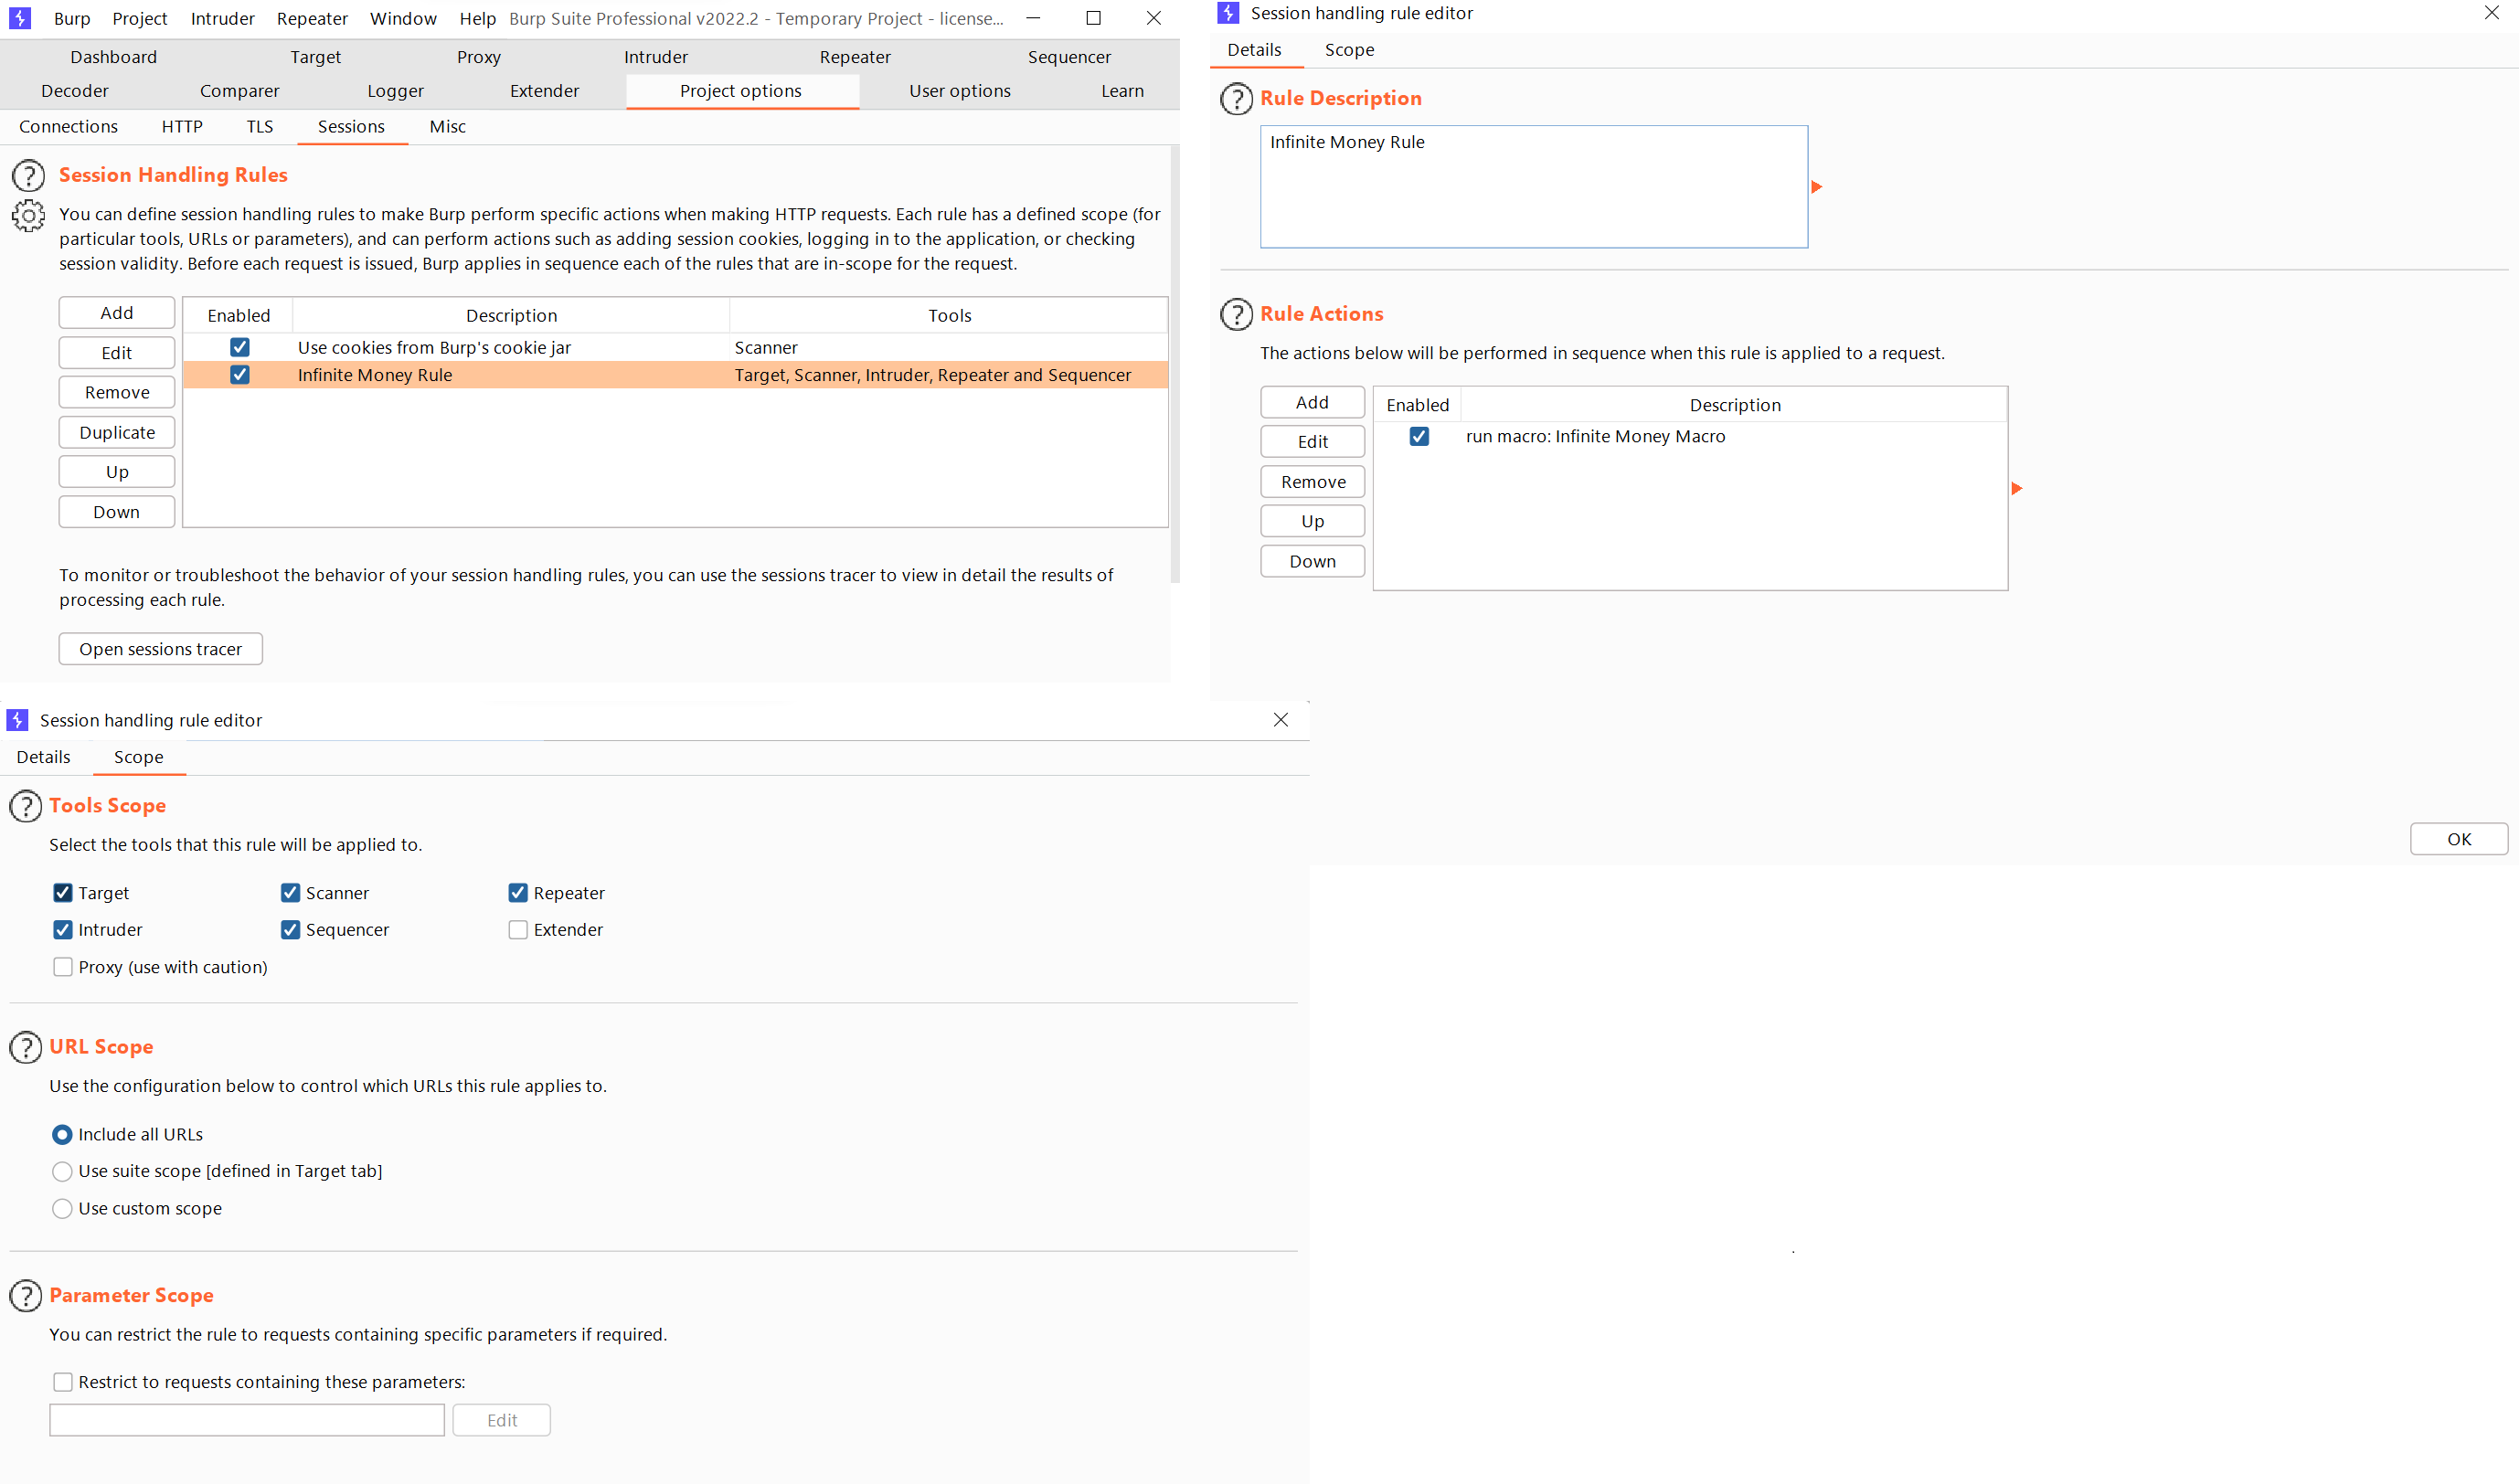 Burp Project Intruder Repeater Window Help Burp Suite Professional v2022.2 - Temporary Project - license...
Dashboard Target Proxy Intruder Repeater Sequencer
Decoder Comparer Logger Extender Project options User options Learn
Connections HTTP TLS Sessions Misc
Session Handling Rules
You can define session handling rules to make Burp perform specific actions when making HTTP requests. Each rule has a defined scope (for
particular tools, URLs or parameters), and can perform actions such as adding session cookies, logging in to the application, or checking
session validity. Before each request is issued, Burp applies in sequence each of the rules that are in-scope for the request.
Add
Edit
Remove
Duplicate
Up
Down
Enabled Description Tools
Use cookies from Burp's cookie jar Scanner
Infinite Money Rule Target, Scanner, Intruder, Repeater and Sequencer
To monitor or troubleshoot the behavior of your session handling rules, you can use the sessions tracer to view in detail the results of
processing each rule.
Open sessions tracer
Session handling rule editor
Details Scope
Rule Description
Infinite Money Rule
Rule Actions
The actions below will be performed in sequence when this rule is applied to a request.
Add
Edit
Remove
Up
Down
Enabled Description
run macro: Infinite Money Macro
OK
Session handling rule editor
Details Scope
Tools Scope
Select the tools that this rule will be applied to.
Target Scanner Repeater
Intruder Sequencer Extender
Proxy (use with caution)
URL Scope
Use the configuration below to control which URLs this rule applies to.
Include all URLs
Use suite scope [defined in Target tab]
Use custom scope
Parameter Scope
You can restrict the rule to requests containing specific parameters if required.
Restrict to requests containing these parameters:
Edit